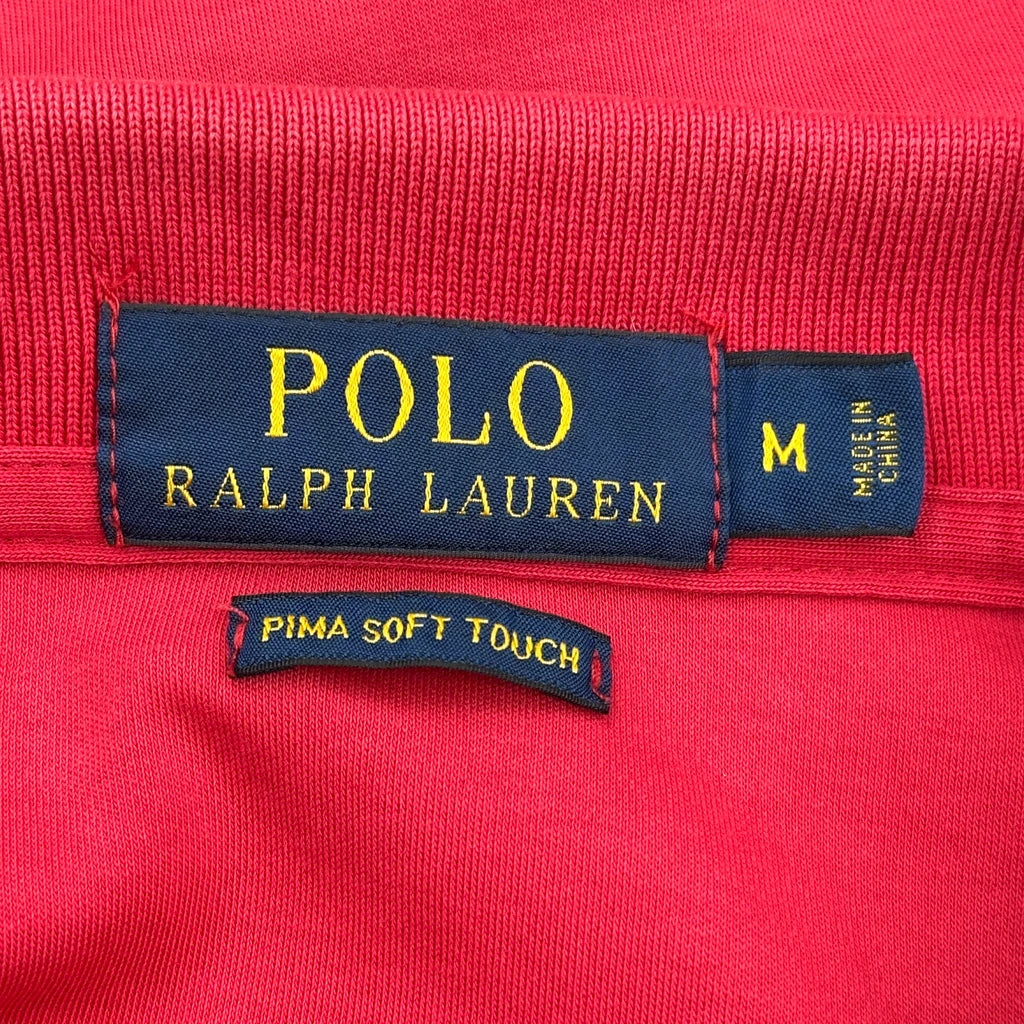 POLO
RALPH LAUREN
M
MADE IN
CHINA
PIMA SOFT TOUCH